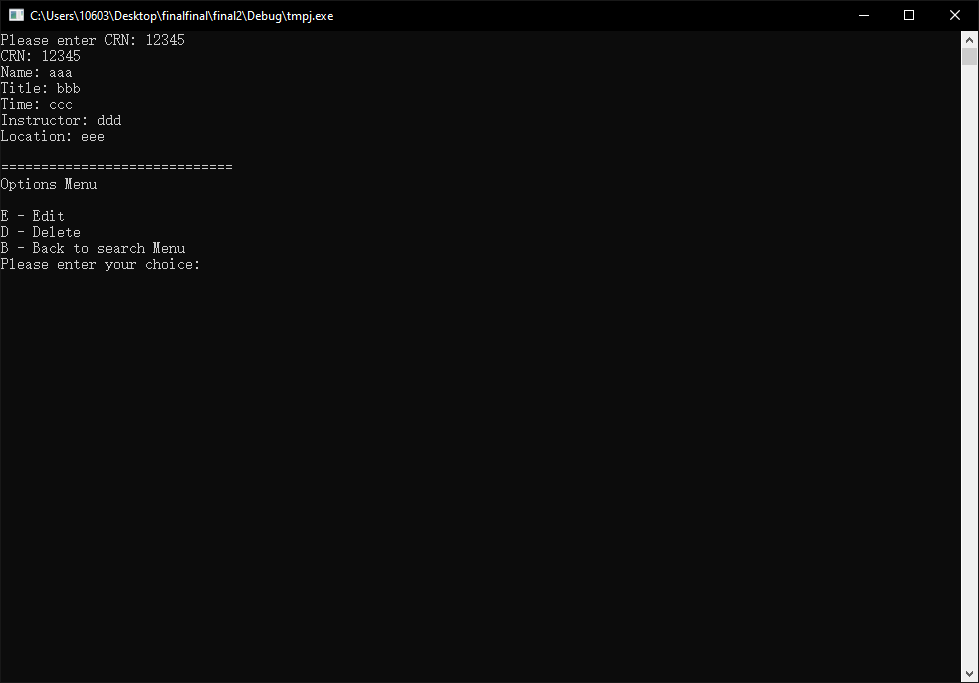 C:\Users\10603\Desktop\finalfinal\final2\Debug\tmpj.exe
Please enter CRN: 12345
CRN: 12345
Name: aaa
Title: bbb
Time: ccc
Instructor: ddd
Location: eee
=============================
Options Menu
E - Edit
D - Delete
B - Back to search Menu
Please enter your choice: